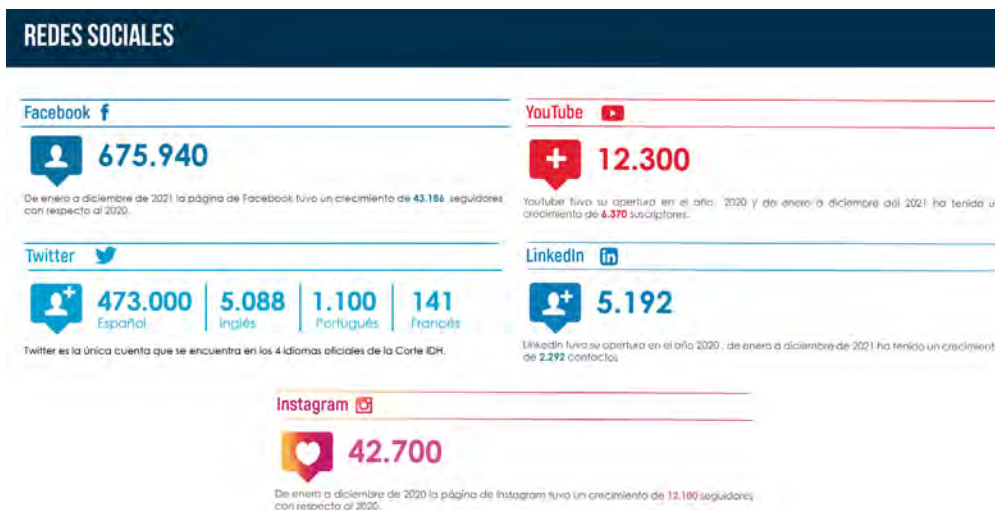 REDES SOCIALES
Facebook
675.940
De enero a diciembre de 2021 la página de Facebook tuvo un crecimiento de 43.186 seguidores
con respecto al 2020.
YouTube
12.300
Youtube tuvo su apertura en el año 2020 y de enero a diciembre del 2021 ha tenido u
crecimiento de 6.370 suscriptores.
Twitter
473.000 5.088 1.100 141
Español Inglés Portugués Francés
Twitter es la única cuenta que se encuentra en los 4 idiomas oficiales de la Corte IDH.
LinkedIn
5.192
Linkedin tuvo su apertura en el año 2020 , de enero a diciembre de 2021 ha tenido un crecimient
de 2.292 contactos
Instagram
42.700
De enero a diciembre de 2020 la página de Instagram tuvo un crecimiento de 12.100 seguidores
con respecto al 2020.